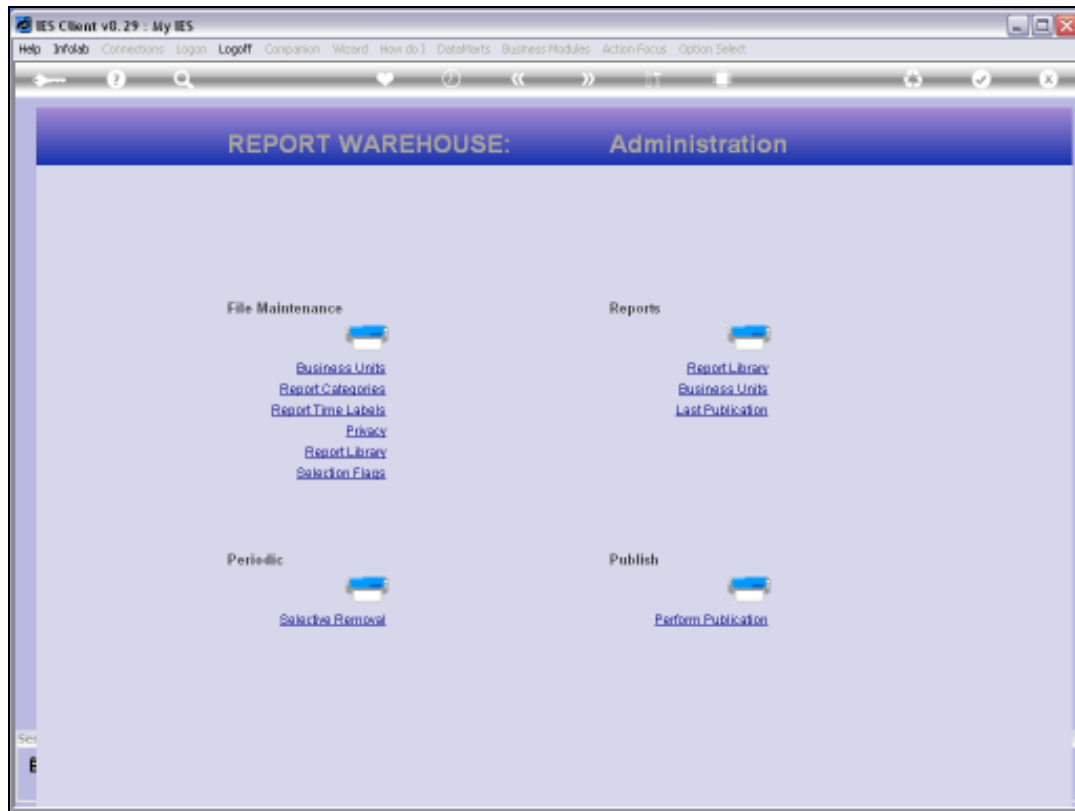 IES Client v8.29 : My IES
Help Infolab Connections Logon Logoff Companion Wizard How do I DataMarts Business Modules Action Focus Option Select
REPORT WAREHOUSE: Administration
File Maintenance
Business Units
Report Categories
Report Time Labels
Privacy
Report Library
Selection Flags
Reports
Report Library
Business Units
Last Publication
Periodic
Selective Removal
Publish
Perform Publication